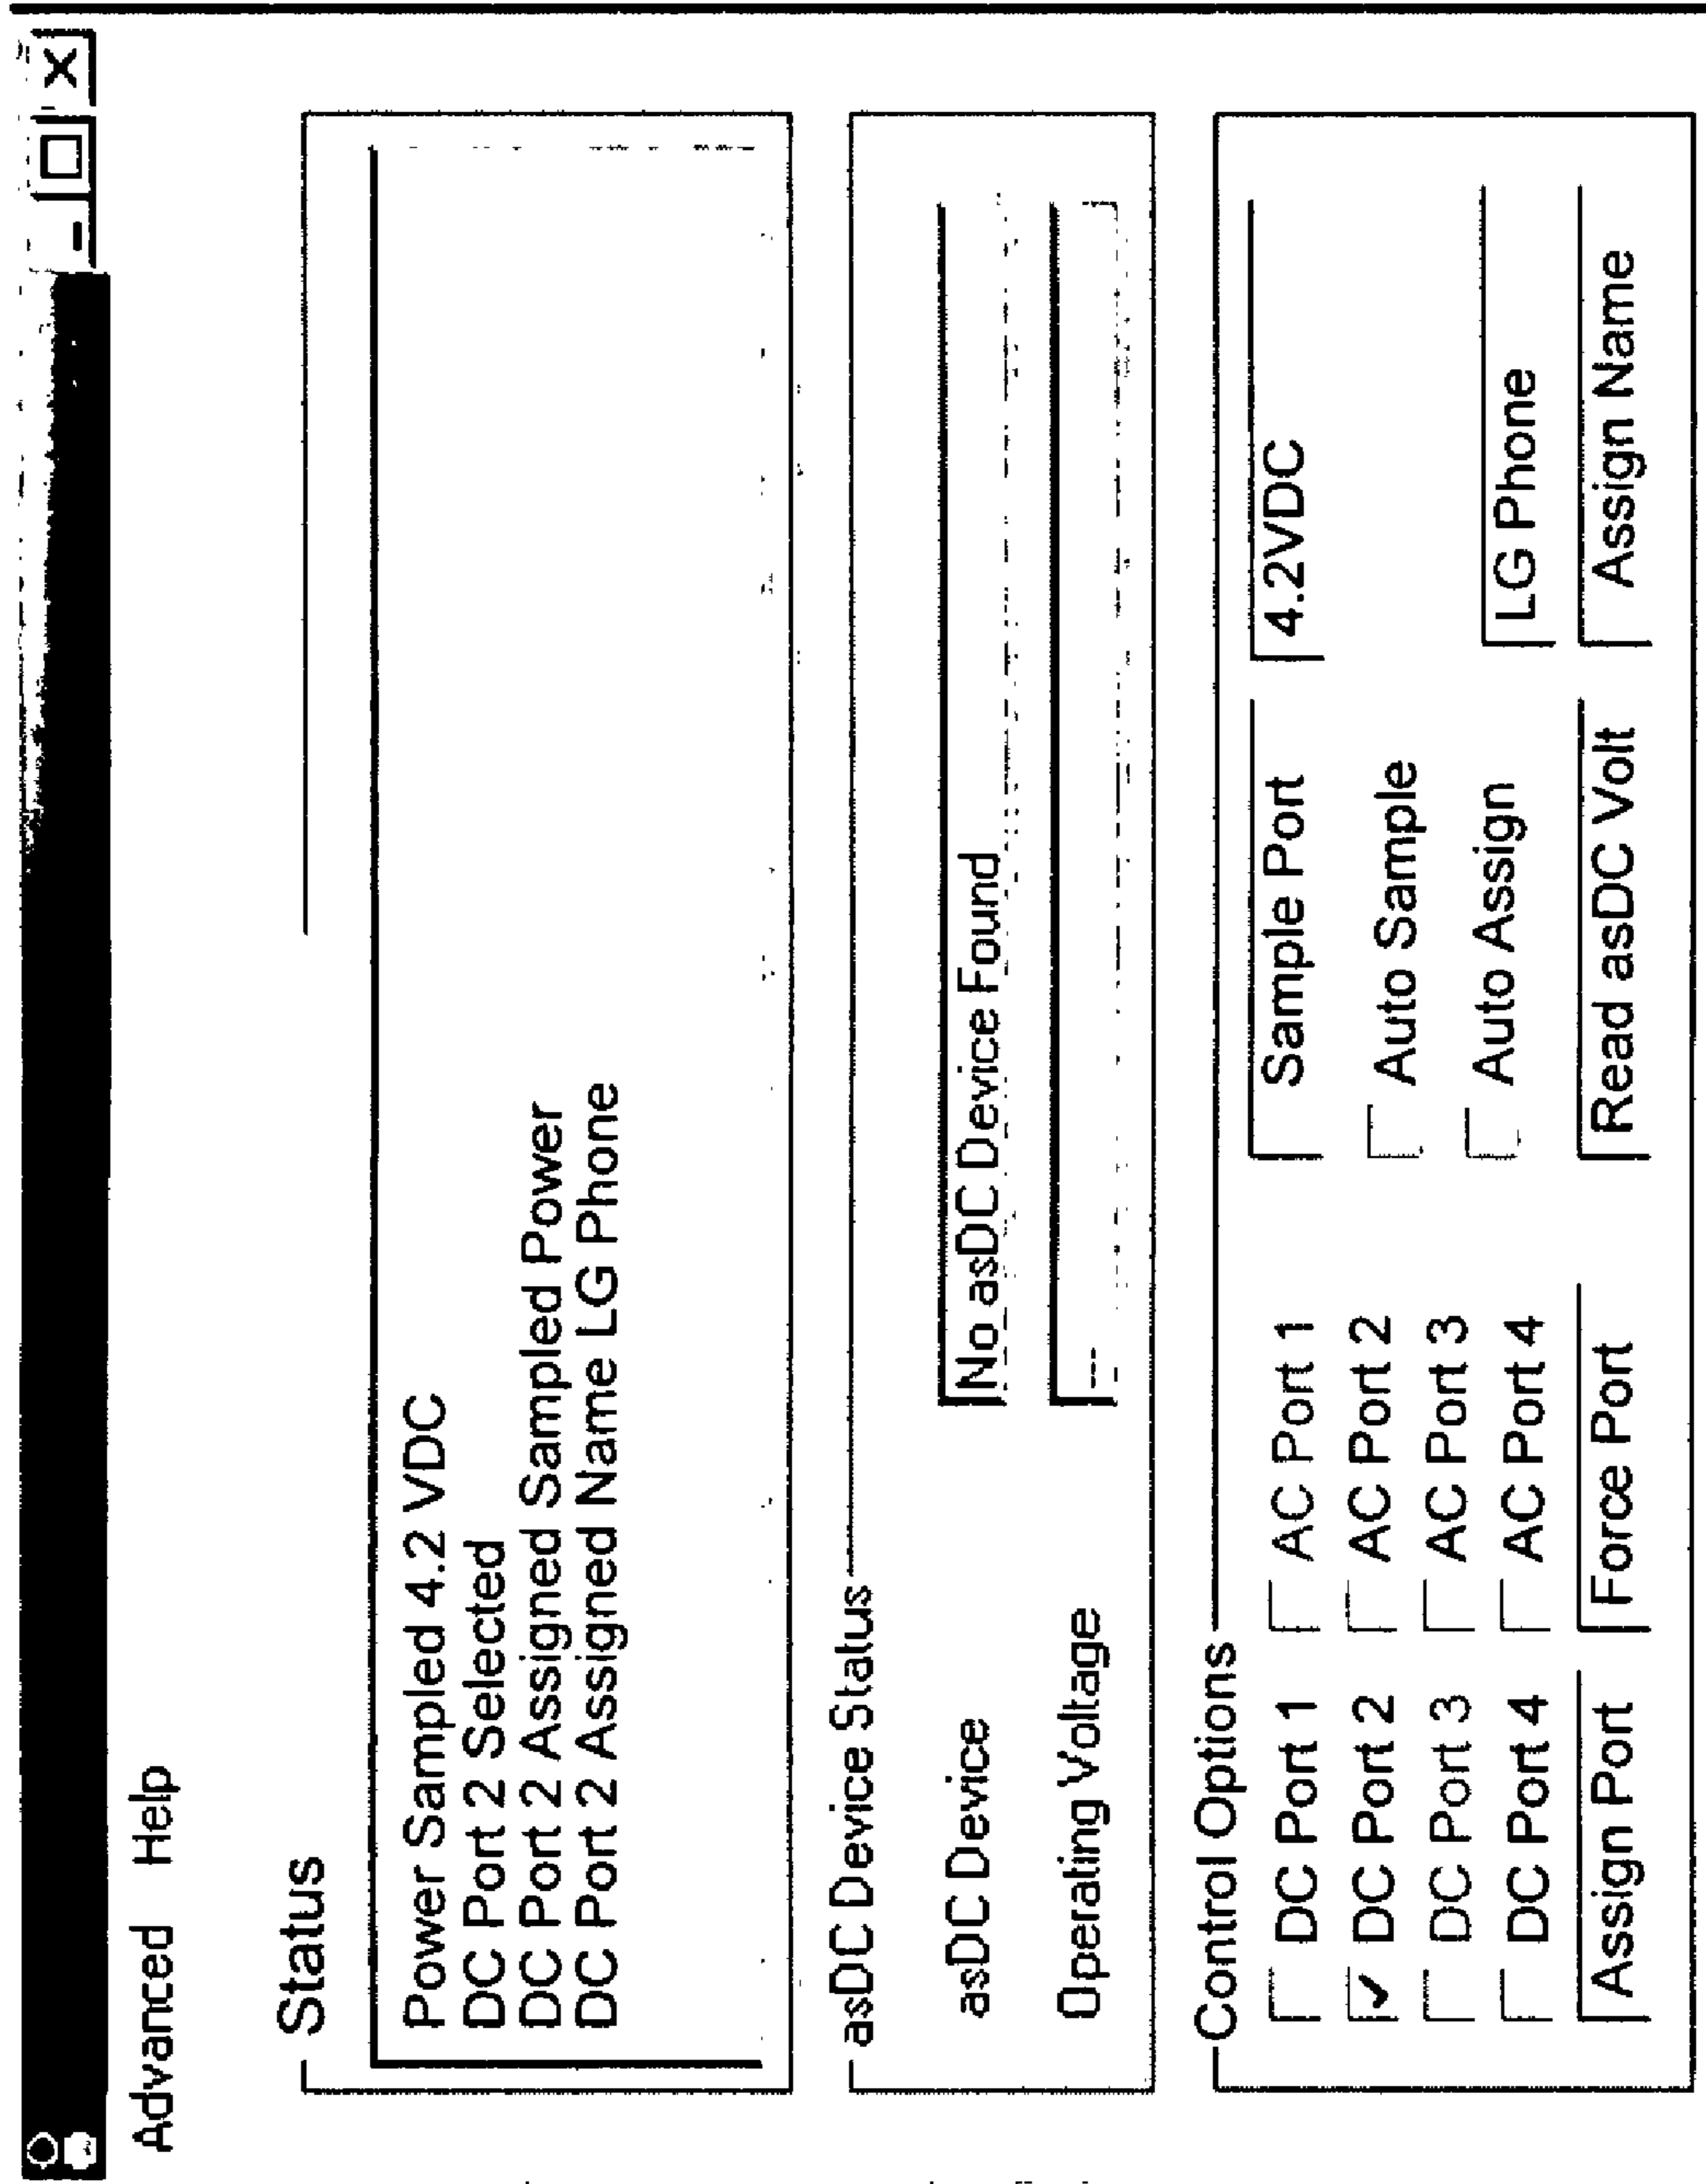 Advanced Help
Status
Power Sampled 4.2 VDC
DC Port 2 Selected
DC Port 2 Assigned Sampled Power
DC Port 2 Assigned Name LG Phone
asDC Device Status
asDC Device No asDC Device Found
Operating Voltage ---
Control Options
DC Port 1 AC Port 1 Sample Port 4.2VDC
DC Port 2 AC Port 2 Auto Sample
DC Port 3 AC Port 3 Auto Assign LG Phone
DC Port 4 AC Port 4
Assign Port Force Port Read asDC Volt Assign Name